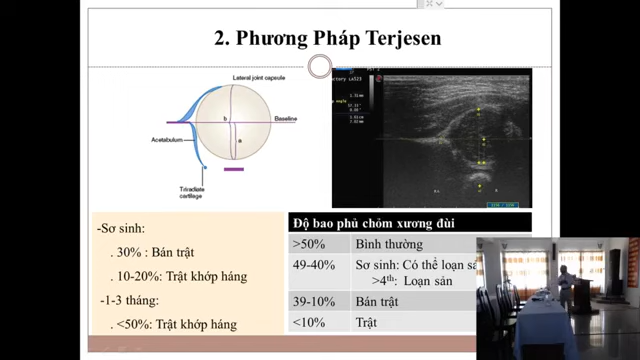 2. Phương Pháp Terjesen
Lateral joint capsule
b
Baseline
Acetabulum
a
Triradiate
cartilage
-Sơ sinh:
. 30% : Bán trật
. 10-20%: Trật khớp háng
-1-3 tháng:
. <50%: Trật khớp háng
Độ bao phủ chỏm xương đùi
>50% Bình thường
49-40% Sơ sinh: Có thể loạn
>4th: Loạn sản
39-10% Bán trật
<10% Trật